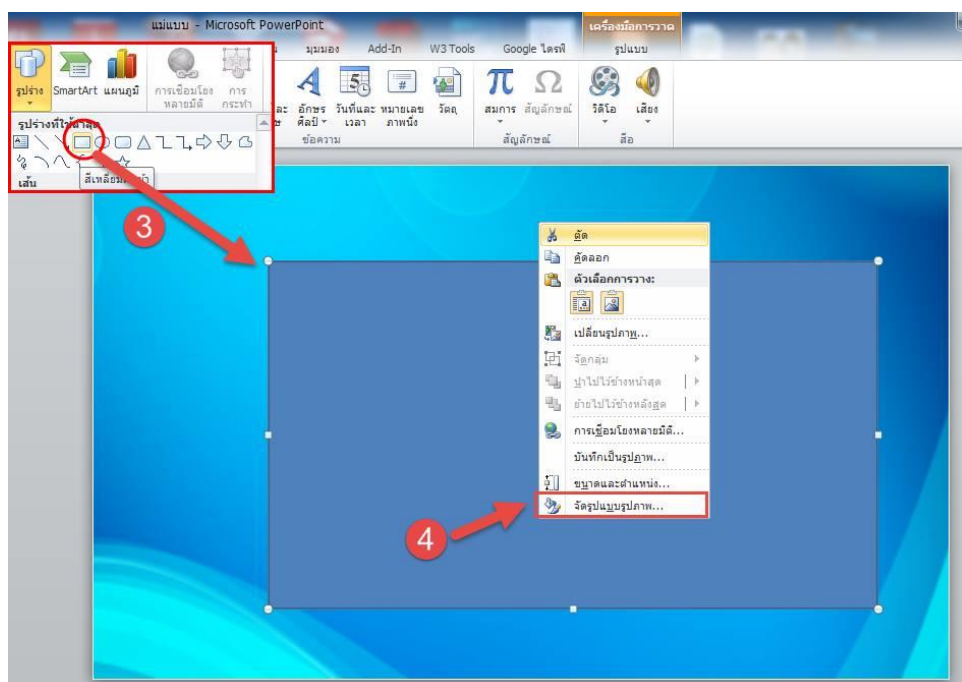 แม่แบบ - Microsoft PowerPoint
เครื่องมือการวาด
มุมมอง Add-In W3 Tools Google ไดรฟ์ รูปแบบ
รูปร่าง SmartArt แผนภูมิ การเชื่อมโยงหลายมิติ การกระทำ
อักษรศิลป์ วันที่และเวลา หมายเลขภาพนิ่ง วัตถุ สมการ สัญลักษณ์ วิดีโอ เสียง
ข้อความ สัญลักษณ์ สื่อ
รูปร่างที่ใช้ล่าสุด
เส้น
3
ตัด
คัดลอก
ตัวเลือกการวาง:
เปลี่ยนรูปภาพ...
จัดกลุ่ม
นำไปไว้ข้างหน้าสุด
ย้ายไปไว้ข้างหลังสุด
การเชื่อมโยงหลายมิติ...
บันทึกเป็นรูปภาพ...
ขนาดและตำแหน่ง...
จัดรูปแบบรูปภาพ...
4